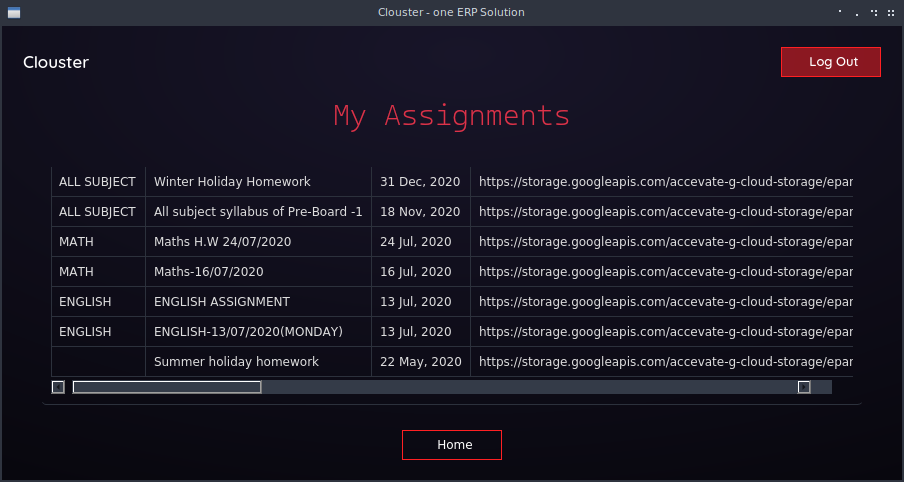 Clouster - one ERP Solution
Clouster
Log Out
My Assignments
ALL SUBJECT Winter Holiday Homework 31 Dec, 2020 https://storage.googleapis.com/accevate-g-cloud-storage/epar
ALL SUBJECT All subject syllabus of Pre-Board -1 18 Nov, 2020 https://storage.googleapis.com/accevate-g-cloud-storage/epar
MATH Maths H.W 24/07/2020 24 Jul, 2020 https://storage.googleapis.com/accevate-g-cloud-storage/epar
MATH Maths-16/07/2020 16 Jul, 2020 https://storage.googleapis.com/accevate-g-cloud-storage/epar
ENGLISH ENGLISH ASSIGNMENT 13 Jul, 2020 https://storage.googleapis.com/accevate-g-cloud-storage/epar
ENGLISH ENGLISH-13/07/2020(MONDAY) 13 Jul, 2020 https://storage.googleapis.com/accevate-g-cloud-storage/epar
Summer holiday homework 22 May, 2020 https://storage.googleapis.com/accevate-g-cloud-storage/epar
Home